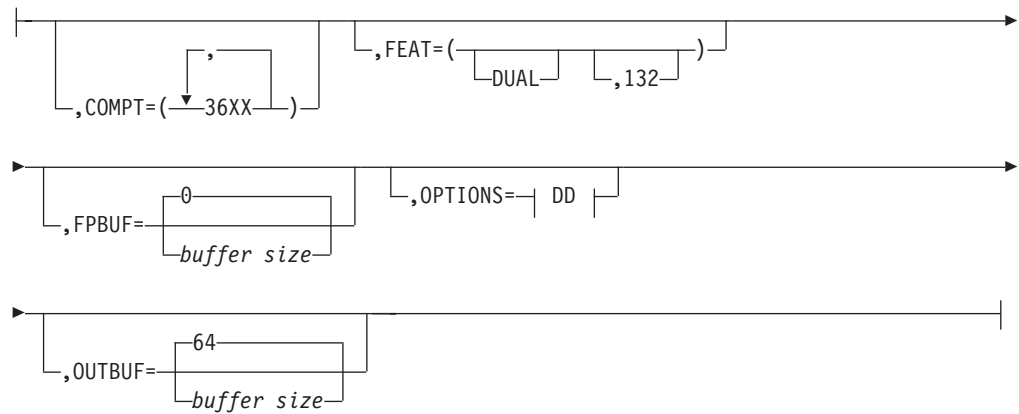 ,
,COMPT=( 36XX )
,FEAT=( DUAL ,132 )
0
,FPBUF= buffer size
,OPTIONS= DD
64
,OUTBUF= buffer size